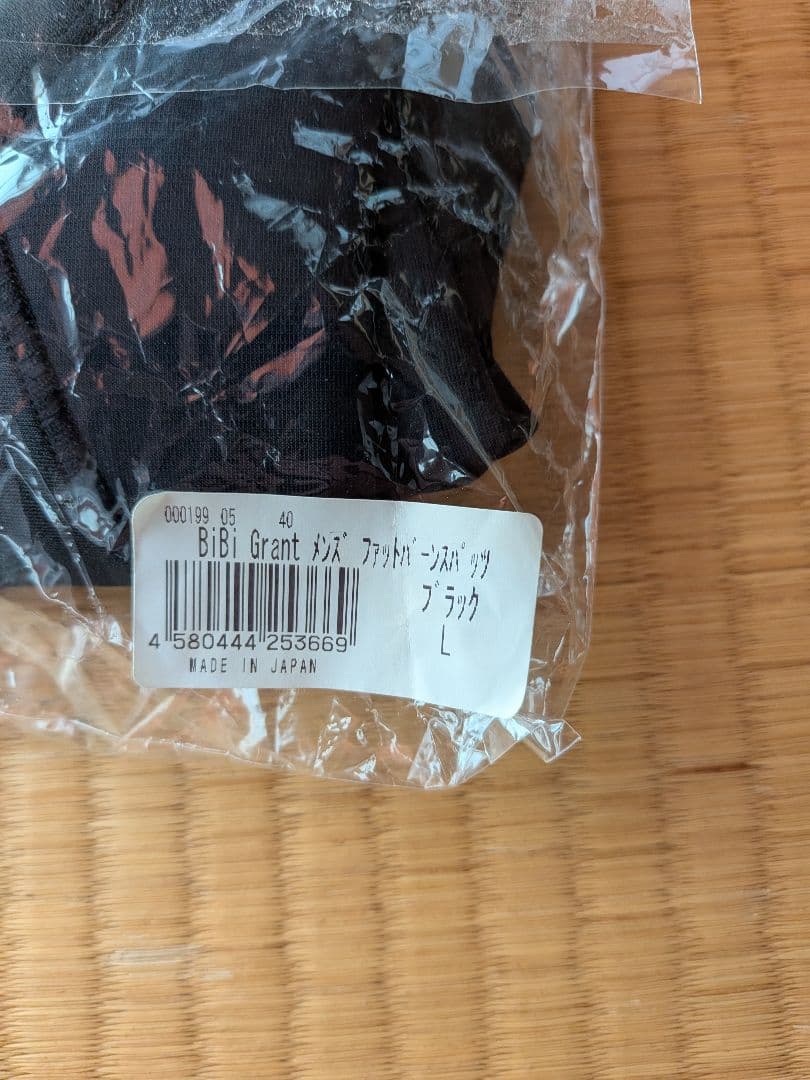 000199 05 40
BiBi Grant ﾒﾝｽﾞ ﾌｧｯﾄﾊﾞｰﾝｽﾊﾟｯﾂ
ﾌﾞﾗｯｸ
L
4 580444 253669
MADE IN JAPAN